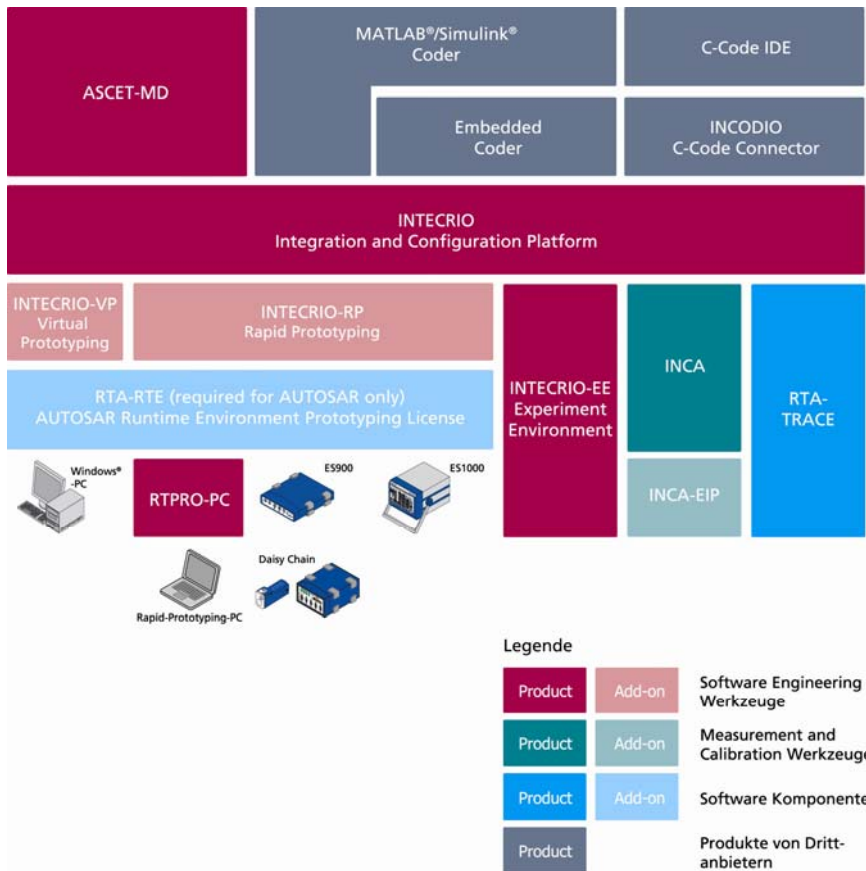 ASCET-MD
MATLAB®/Simulink®
Coder
C-Code IDE
Embedded
Coder
INCODIO
C-Code Connector
INTECRIO
Integration and Configuration Platform
INTECRIO-VP
Virtual
Prototyping
INTECRIO-RP
Rapid Prototyping
RTA-RTE (required for AUTOSAR only)
AUTOSAR Runtime Environment Prototyping License
INTECRIO-EE
Experiment
Environment
INCA
INCA-EIP
RTA-
TRACE
Windows®
-PC
RTPRO-PC
ES900
ES1000
Rapid-Prototyping-PC
Daisy Chain
Legende
Product
Add-on
Software Engineering
Werkzeuge
Product
Add-on
Measurement and
Calibration Werkzeuge
Product
Add-on
Software Komponente
Product
Produkte von Dritt-
anbietern